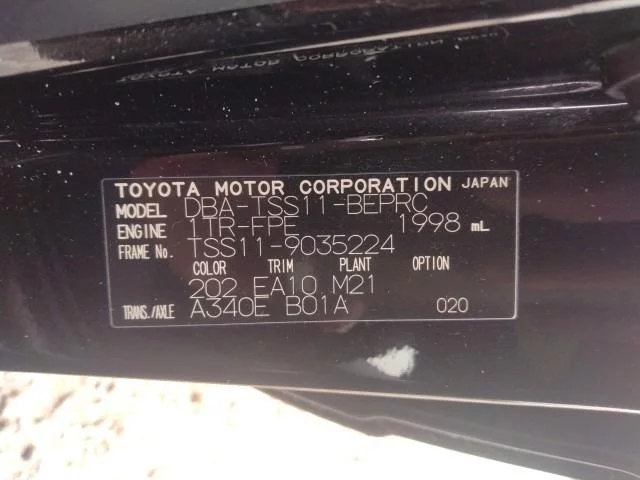 TOYOTA MOTOR CORPORATION JAPAN
MODEL DBA-TSS11-BEPRC
ENGINE 1TR-FPE 1998 mL
FRAME No. TSS11-9035224
COLOR TRIM PLANT OPTION
202 EA10 M21
TRANS./AXLE A340E B01A 020